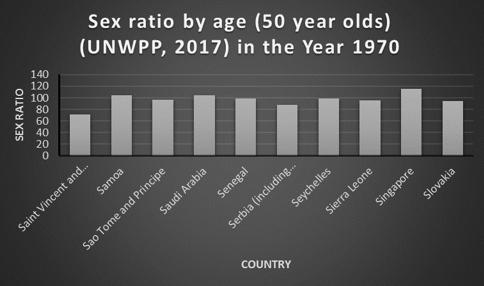 Sex ratio by age (50 year olds)
(UNWPP, 2017) in the Year 1970
SEX RATIO
140
120
100
80
60
40
20
0
Saint Vincent and...
Samoa
Sao Tome and Principe
Saudi Arabia
Senegal
Serbia (including...
Seychelles
Sierra Leone
Singapore
Slovakia
COUNTRY